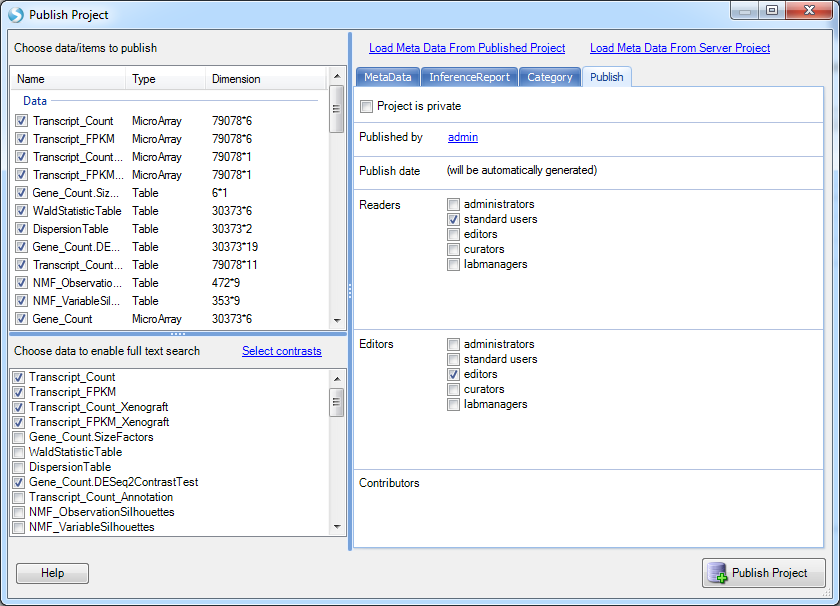 Publish Project
Choose data/items to publish
Name Type Dimension
Data
Transcript_Count MicroArray 79078*6
Transcript_FPKM MicroArray 79078*6
Transcript_Count... MicroArray 79078*1
Transcript_FPKM... MicroArray 79078*1
Gene_Count.Siz... Table 6*1
WaldStatisticTable Table 30373*6
DispersionTable Table 30373*2
Gene_Count.DE... Table 30373*19
Transcript_Count... Table 79078*11
NMF_Observatio... Table 472*9
NMF_VariableSil... Table 353*9
Gene_Count MicroArray 30373*6
Choose data to enable full text search Select contrasts
Transcript_Count
Transcript_FPKM
Transcript_Count_Xenograft
Transcript_FPKM_Xenograft
Gene_Count.SizeFactors
WaldStatisticTable
DispersionTable
Gene_Count.DESeq2ContrastTest
Transcript_Count_Annotation
NMF_ObservationSilhouettes
NMF_VariableSilhouettes
Help
Load Meta Data From Published Project Load Meta Data From Server Project
MetaData InferenceReport Category Publish
Project is private
Published by admin
Publish date (will be automatically generated)
Readers administrators
standard users
editors
curators
labmanagers
Editors administrators
standard users
editors
curators
labmanagers
Contributors
Publish Project